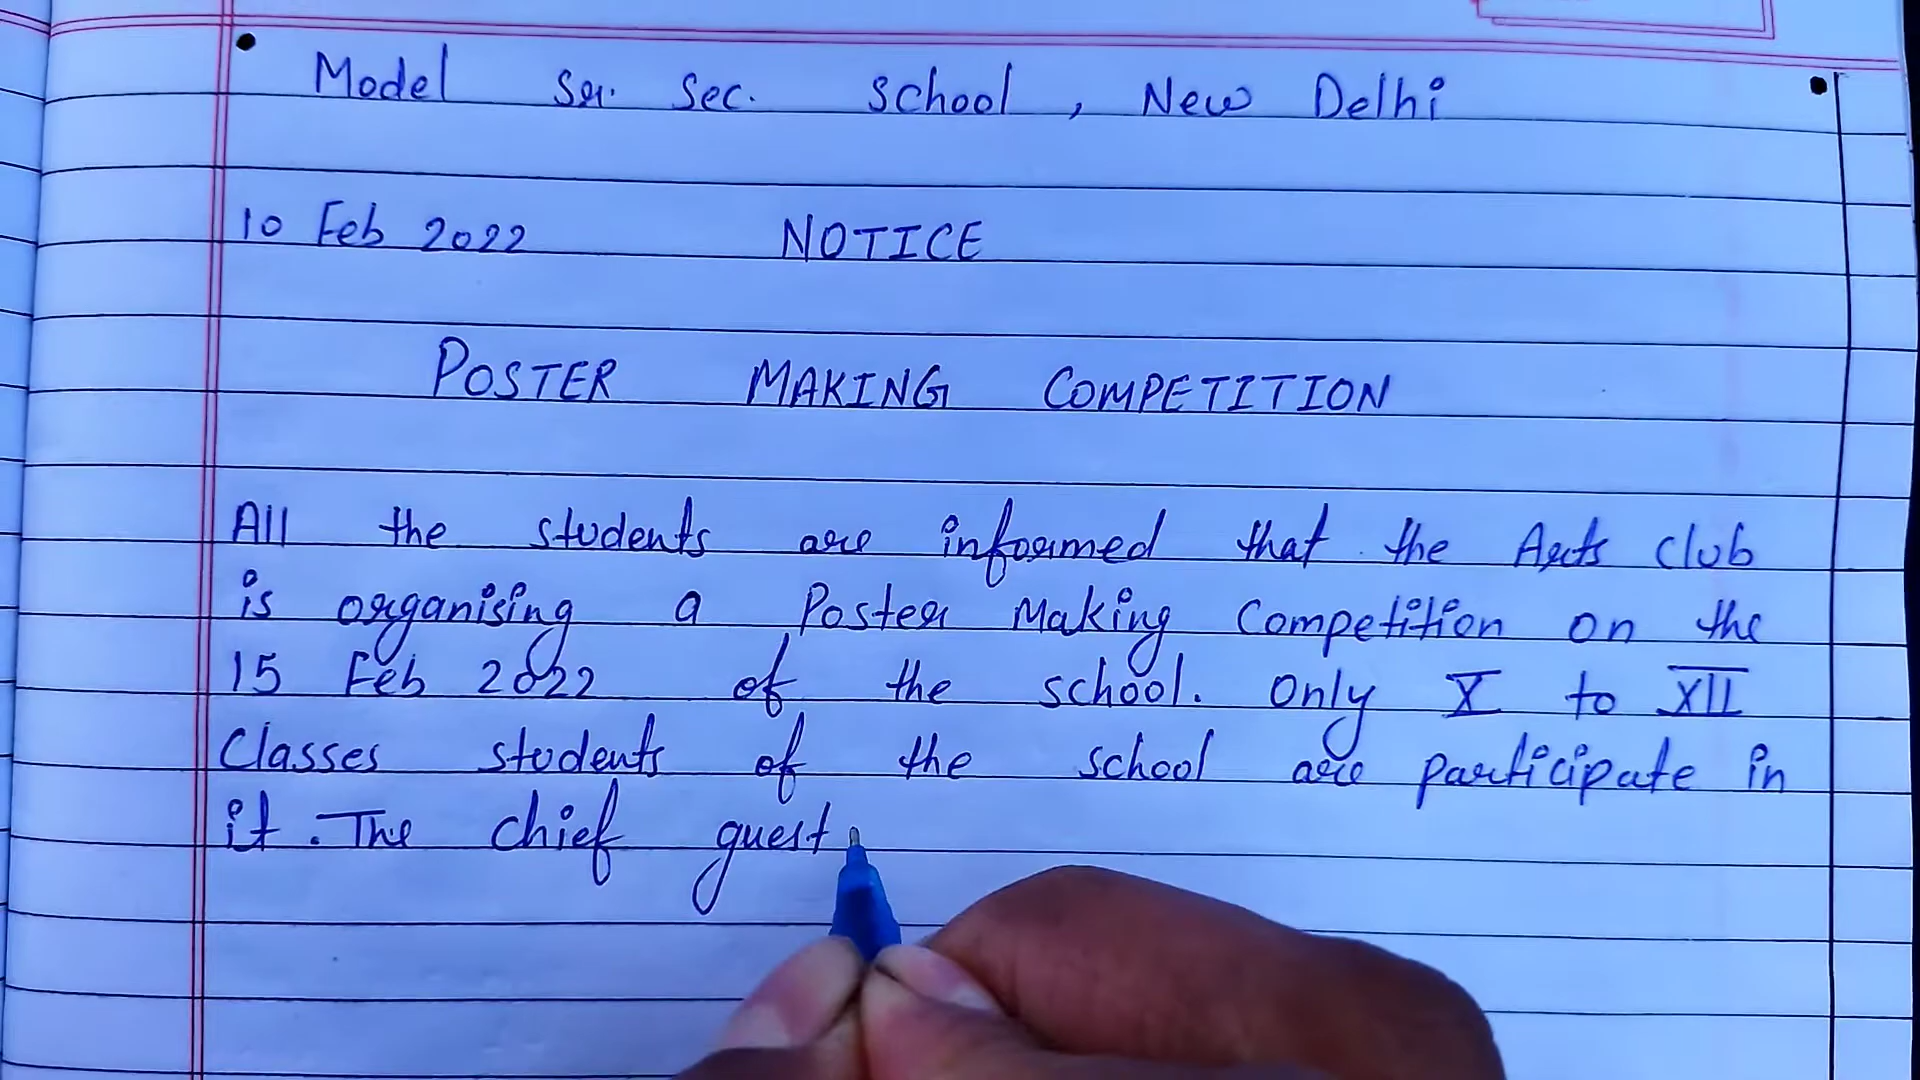 Model Sr. Sec. School, New Delhi
10 Feb 2022 NOTICE
POSTER MAKING COMPETITION
All the students are informed that the Arts club
is organising a Poster Making Competition on the
15 Feb 2022 of the school. Only X to XII
Classes students of the school are participate in
it. The chief guest